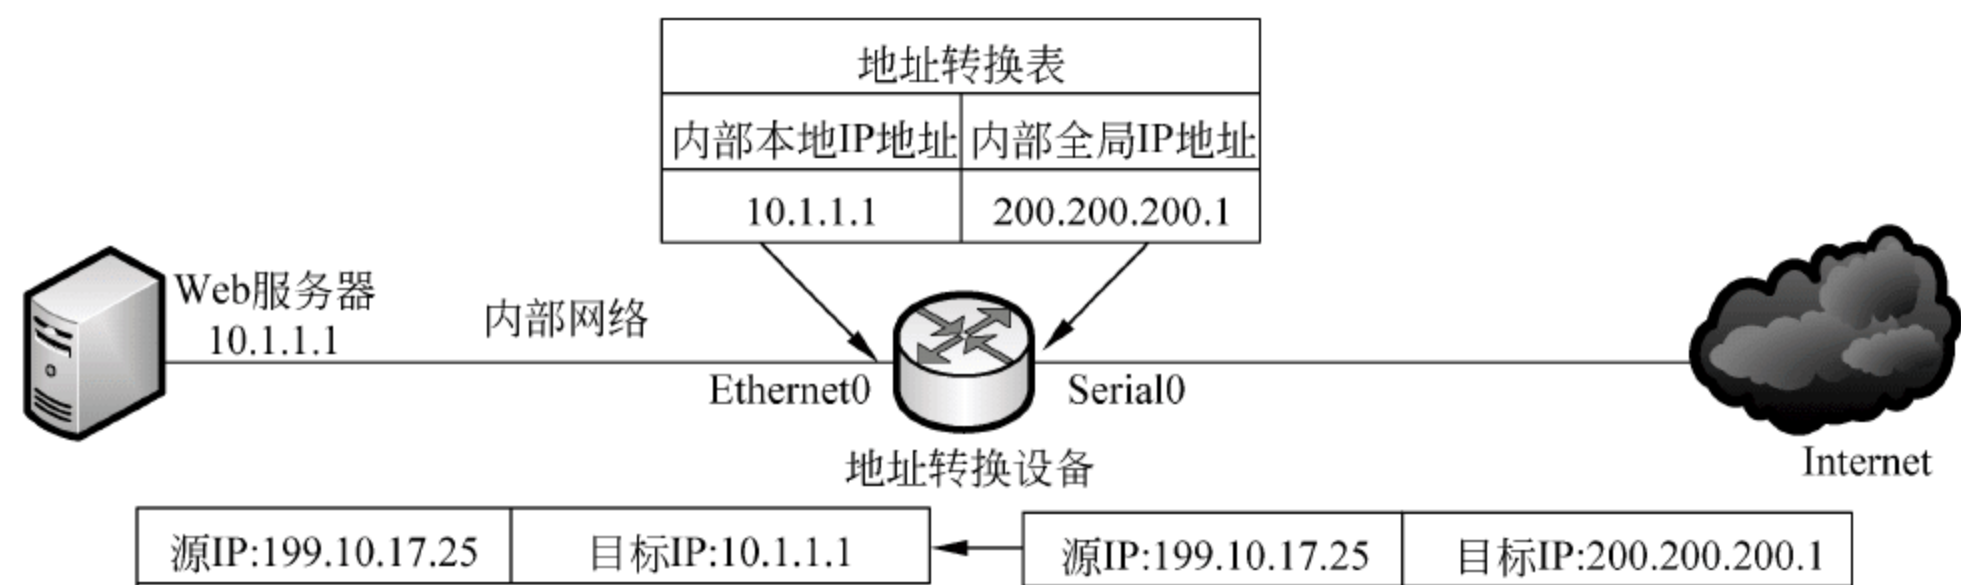 地址转换表
内部本地IP地址 内部全局IP地址
10.1.1.1 200.200.200.1
Web服务器
10.1.1.1
内部网络
Ethernet0
Serial0
地址转换设备
Internet
源IP:199.10.17.25 目标IP:10.1.1.1
源IP:199.10.17.25 目标IP:200.200.200.1